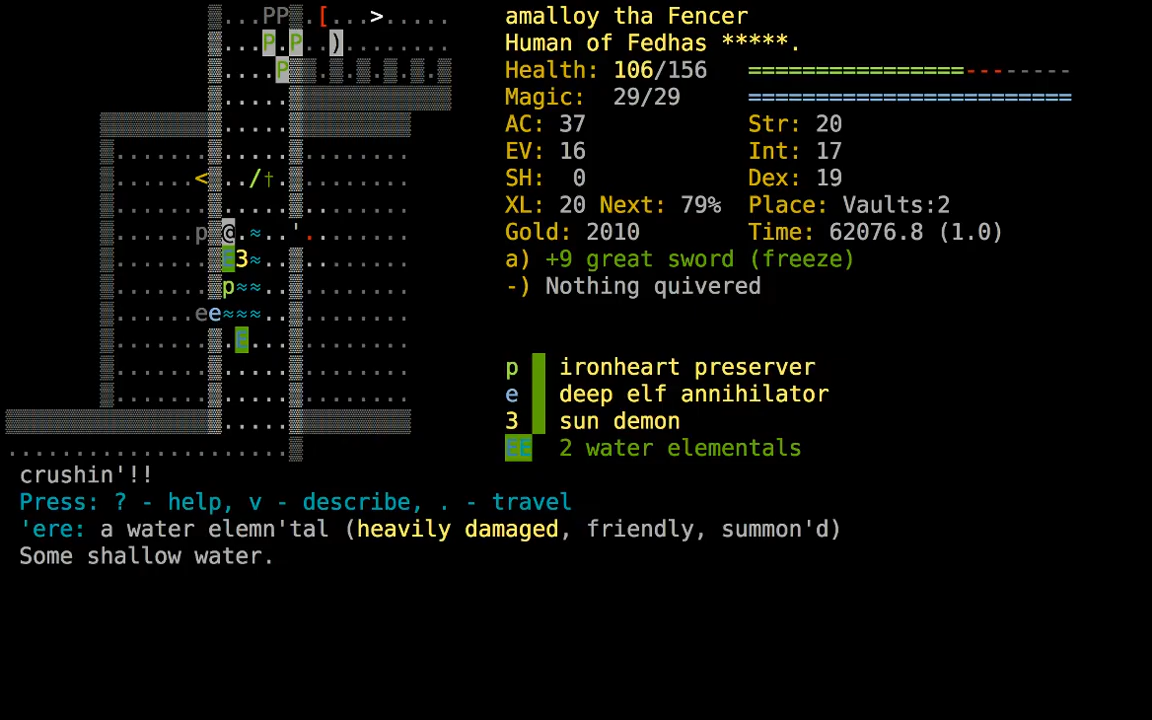 amalloy tha Fencer
Human of Fedhas *****.
Health: 106/156
Magic: 29/29
AC: 37 Str: 20
EV: 16 Int: 17
SH: 0 Dex: 19
XL: 20 Next: 79% Place: Vaults:2
Gold: 2010 Time: 62076.8 (1.0)
a) +9 great sword (freeze)
-) Nothing quivered
p ironheart preserver
e deep elf annihilator
3 sun demon
EE 2 water elementals
crushin'!!
Press: ? - help, v - describe, . - travel
'ere: a water elemn'tal (heavily damaged, friendly, summon'd)
Some shallow water.